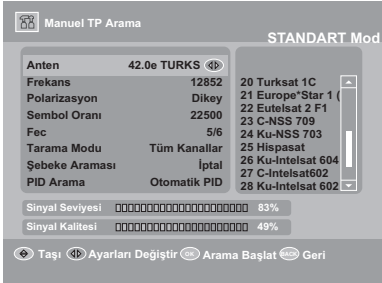 Manuel TP Arama
STANDART Mod
Anten 42.0e TURKS
Frekans 12852
Polarizasyon Dikey
Sembol Oranı 22500
Fec 5/6
Tarama Modu Tüm Kanallar
Şebeke Araması İptal
PID Arama Otomatik PID
20 Turksat 1C
21 Europe*Star 1 (
22 Eutelsat 2 F1
23 C-NSS 709
24 Ku-NSS 703
25 Hispasat
26 Ku-Intelsat 604
27 C-Intelsat602
28 Ku-Intelsat 602
Sinyal Seviyesi 83%
Sinyal Kalitesi 49%
Taşı Ayarları Değiştir OK Arama Başlat BACK Geri